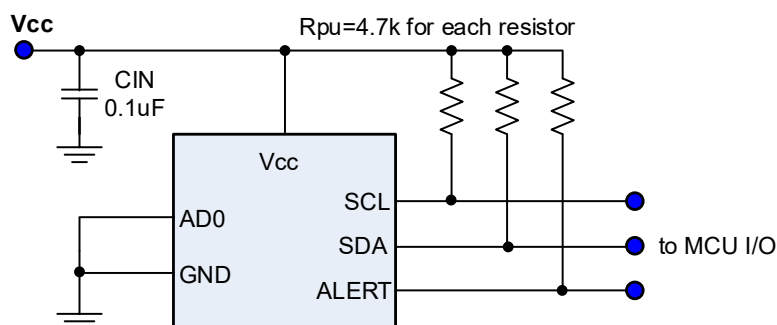 Vcc
Rpu=4.7k for each resistor
CIN
0.1uF
Vcc
SCL
AD0
SDA
to MCU I/O
GND
ALERT